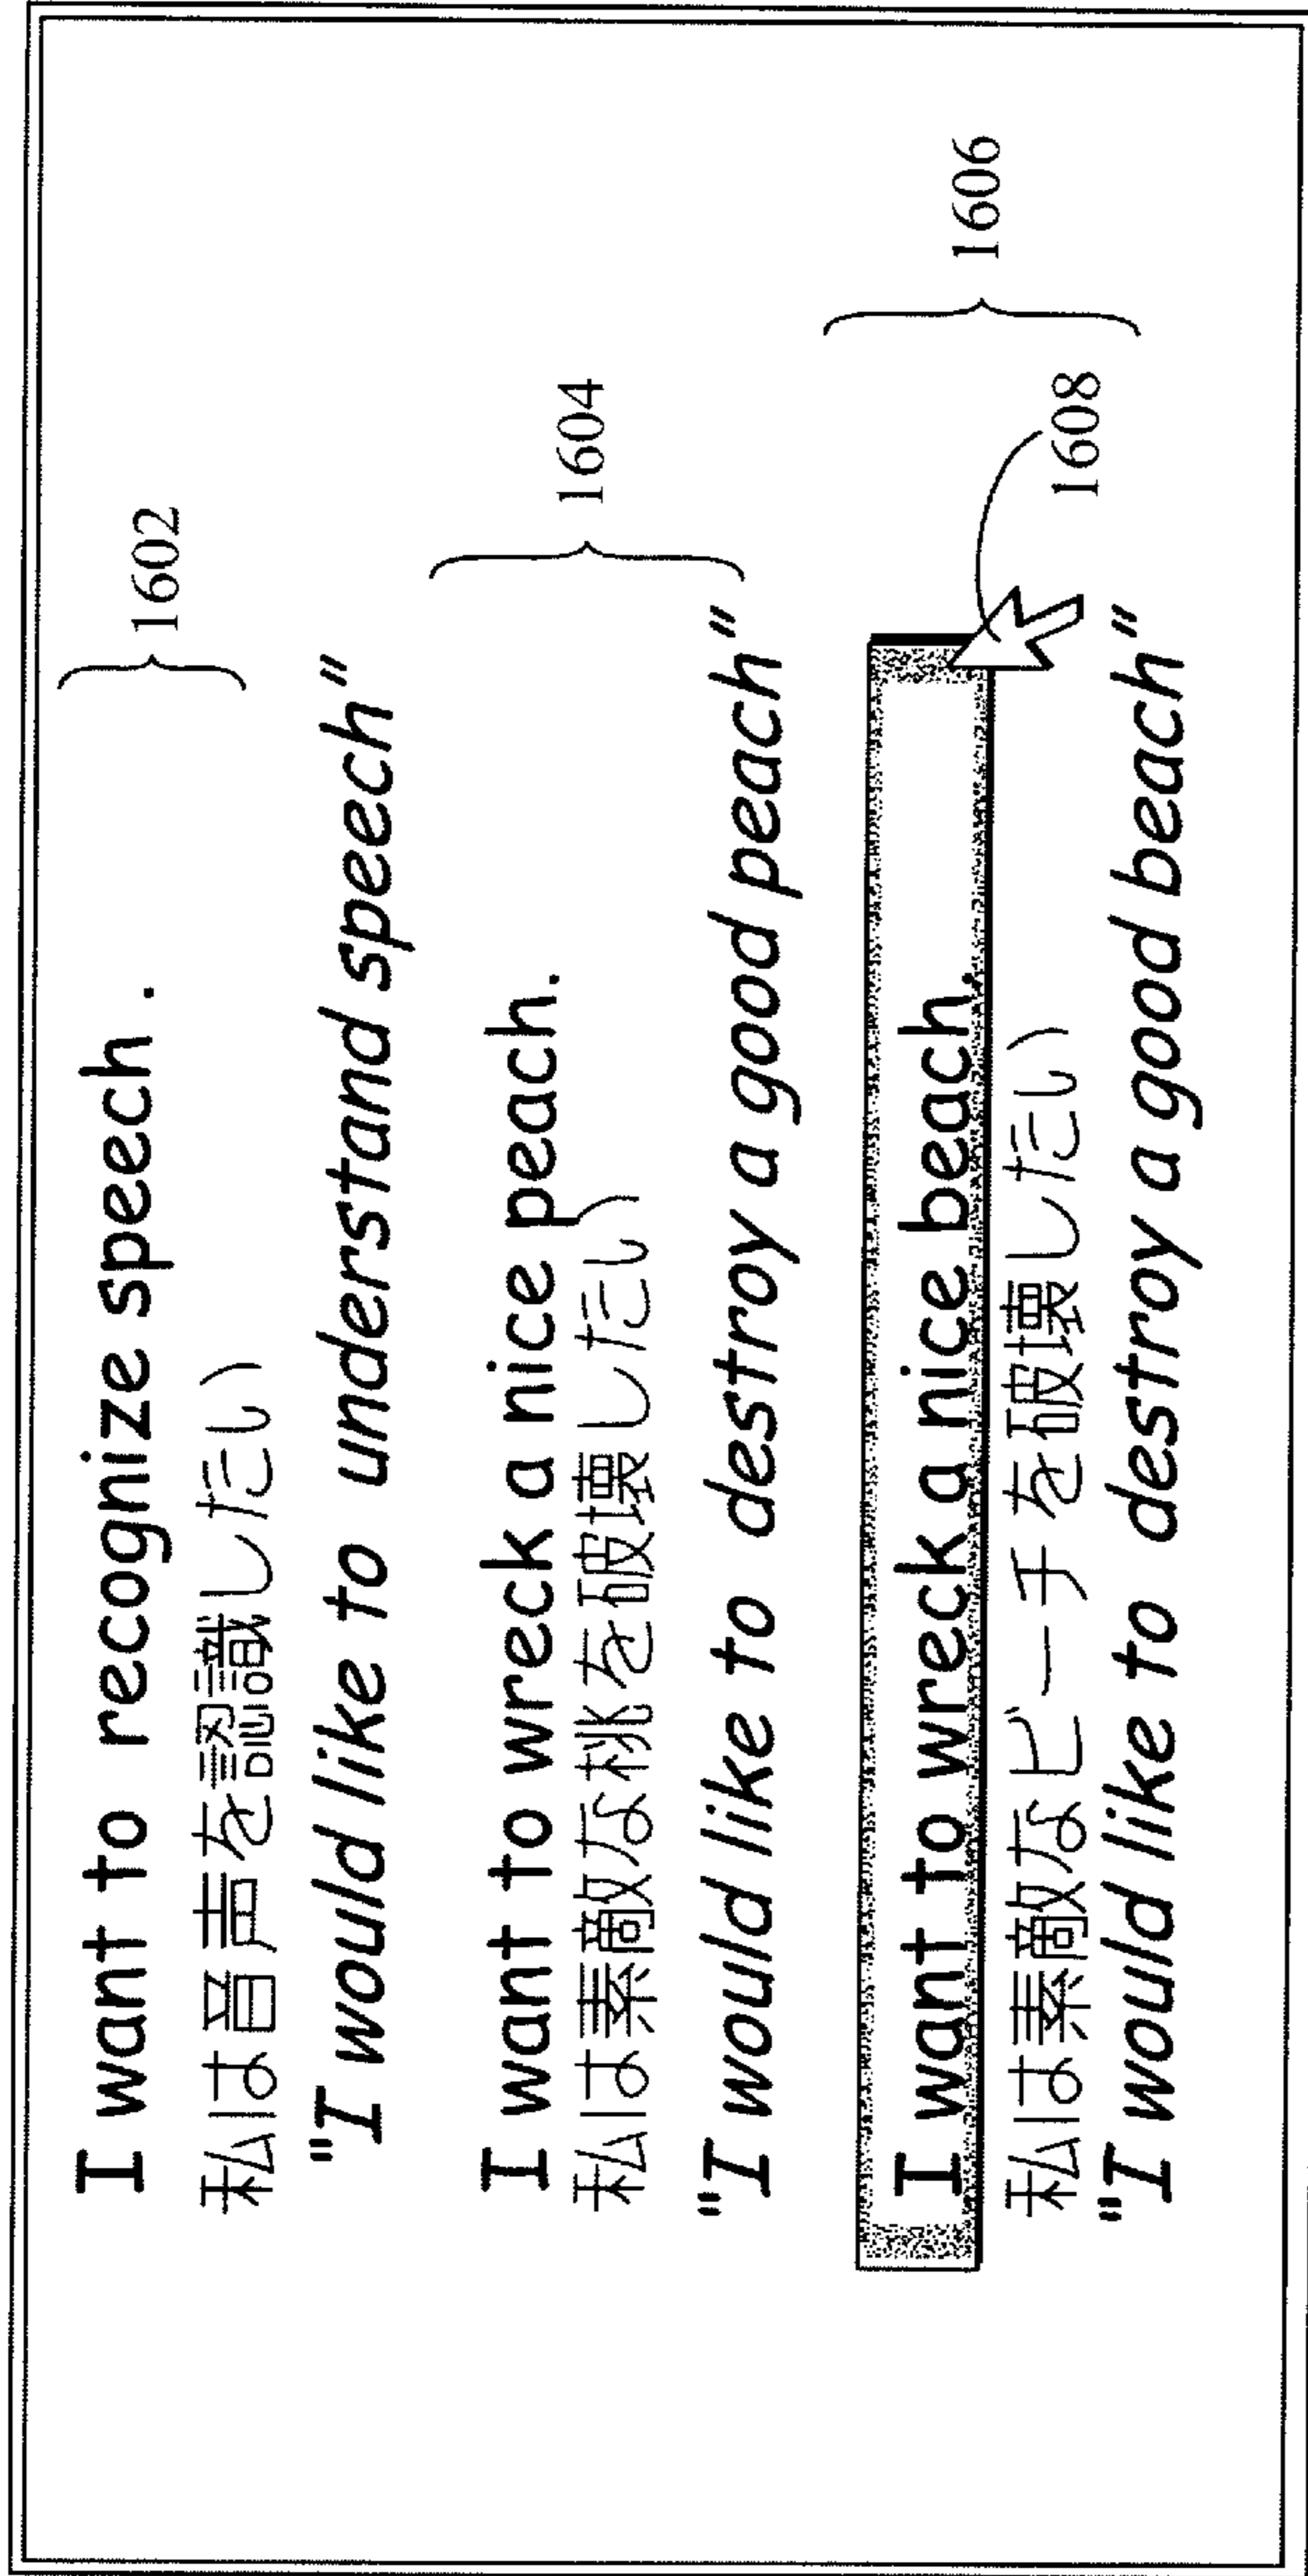 I want to recognize speech.
私は音声を認識したい
1602
"I would like to understand speech"
I want to wreck a nice peach.
私は素敵な桃を破壊したい
1604
"I would like to destroy a good peach"
I want to wreck a nice beach.
私は素敵なビーチを破壊したい
"I would like to destroy a good beach"
1606
1608